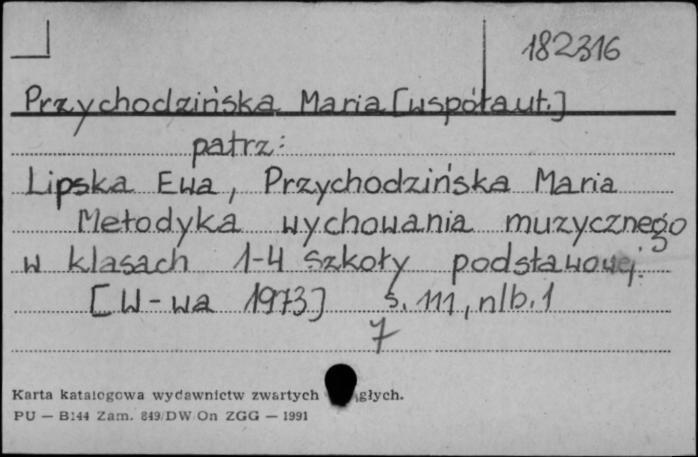 182316
Przychodzińska Maria [współaut.]
patrz:
Lipska Ewa, Przychodzińska Maria
Metodyka wychowania muzycznego
w klasach 1-4 szkoły podstawowej.
[W-wa 1973] s. 111, nlb. 1
7
Karta katalogowa wydawnictw zwartych głych.
PU — B144 Zam. 849/DW/On ZGG — 1991